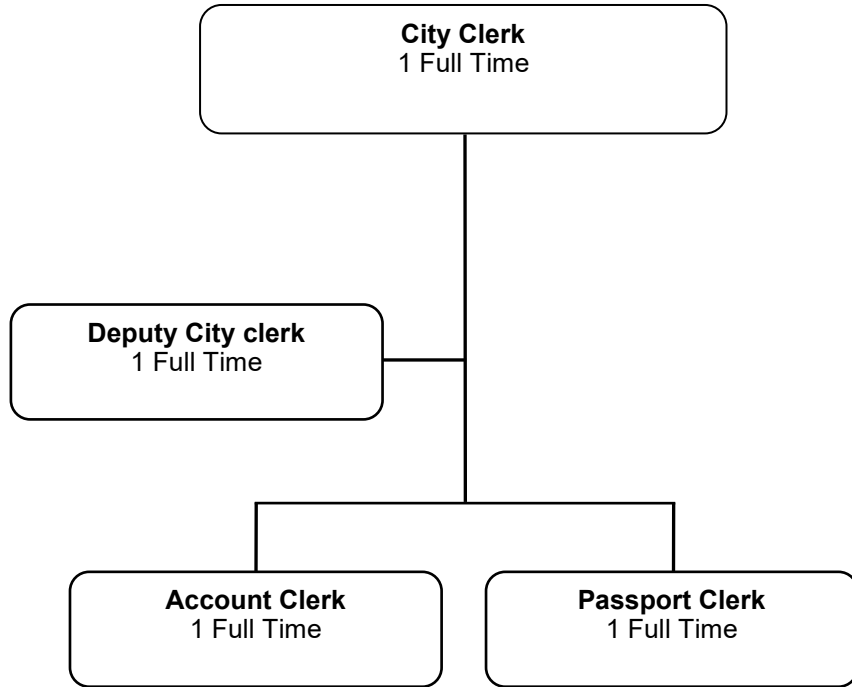 City Clerk
1 Full Time
Deputy City clerk
1 Full Time
Account Clerk
1 Full Time
Passport Clerk
1 Full Time